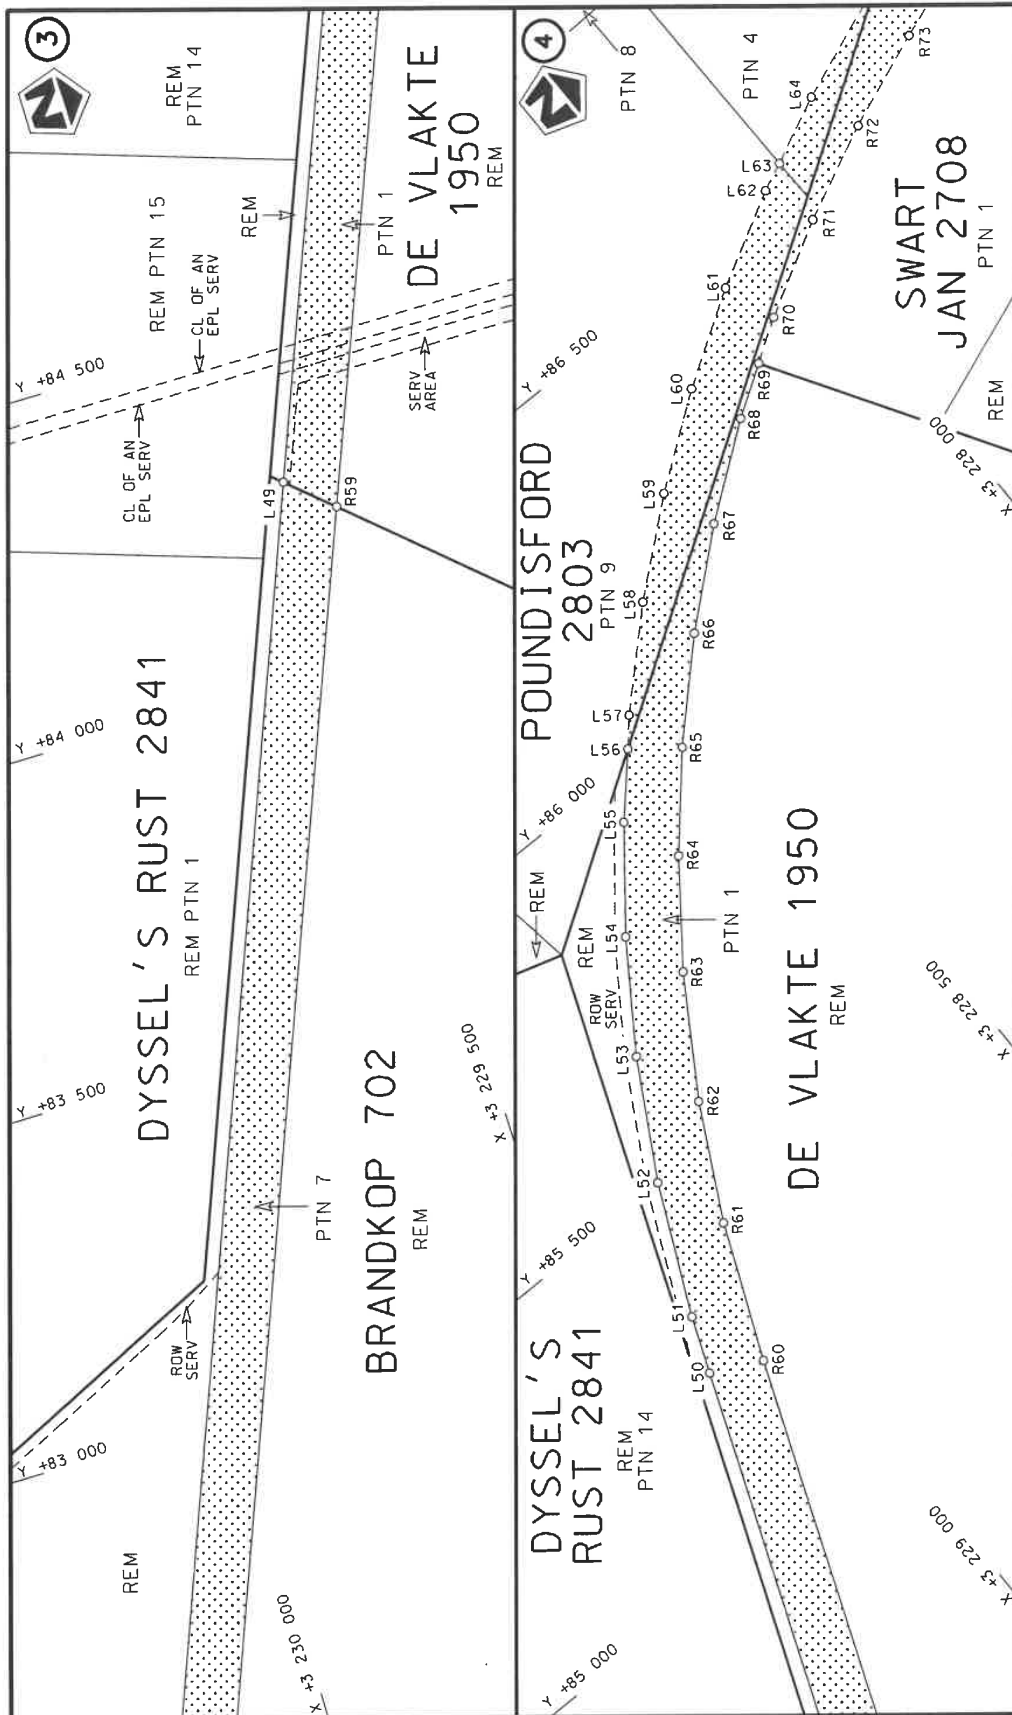 3
REM
PTN 14
REM PTN 15
REM
CL OF AN
EPL SERV
CL OF AN
EPL SERV
Y +84 500
PTN 1
DE VLAKTE
1950
REM
SERV
AREA
L49
R59
DYSSEL'S RUST 2841
REM PTN 1
Y +84 000
Y +83 500
X +3 229 500
BRANDKOP 702
REM
PTN 7
ROW
SERV
Y +83 000
REM
X +3 230 000
4
PTN 8
PTN 4
L64
R73
R72
L63
L62
R71
SWART
JAN 2708
PTN 1
L61
R70
Y +86 500
L60
R69
R68
REM
X +3 228 000
POUNDISFORD
2803
PTN 9
L59
R67
L58
R66
L57
L56
R65
Y +86 000
L55
R64
REM
REM
L54
PTN 1
R63
ROW
SERV
L53
R62
DE VLAKTE 1950
REM
X +3 228 500
L52
R61
Y +85 500
L51
L50
R60
DYSSEL'S
RUST 2841
REM
PTN 14
X +3 229 000
Y +85 000